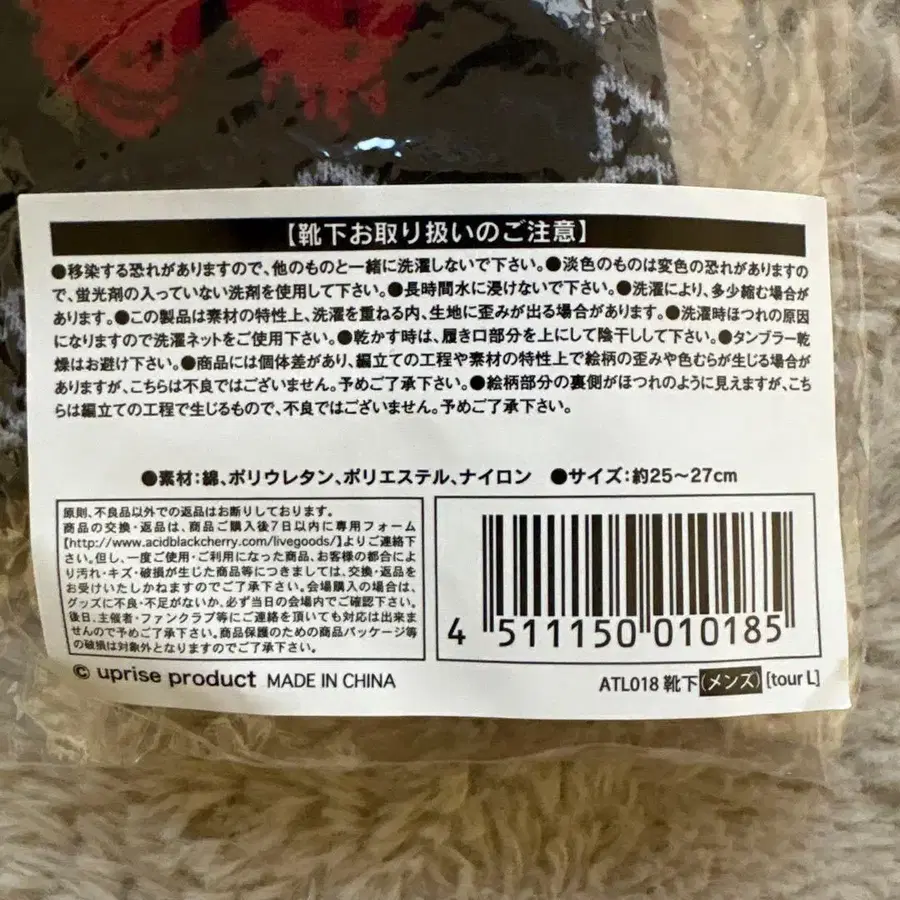 【靴下お取り扱いのご注意】
●移染する恐れがありますので、他のものと一緒に洗濯しないで下さい。●淡色のものは変色の恐れがありますの
で、蛍光剤の入っていない洗剤を使用して下さい。●長時間水に浸けないで下さい。●洗濯により、多少縮む場合が
あります。●この製品は素材の特性上、洗濯を重ねる内、生地に歪みが出る場合があります。●洗濯時ほつれの原因
になりますので洗濯ネットをご使用下さい。●乾かす時は、履き口部分を上にして陰干しして下さい。●タンブラー乾
燥はお避け下さい。●商品には個体差があり、編立ての工程や素材の特性上で絵柄の歪みや色むらが生じる場合が
ありますが、こちらは不良ではございません。予めご了承下さい。●絵柄部分の裏側がほつれのように見えますが、こち
らは編立ての工程で生じるもので、不良ではございません。予めご了承下さい。
●素材：綿、ポリウレタン、ポリエステル、ナイロン ●サイズ：約25～27cm
原則、不良品以外での返品はお断りしております。
商品の交換・返品は、商品ご購入後7日以内に専用フォーム
【http://www.acidblackcherry.com/livegoods/】よりご連絡下
さい。但し、一度ご使用・ご利用になった商品、お客様の都合によ
り汚れ・キズ・破損が生じた商品等につきましては、交換・返品を
お受けいたしかねますのでご了承下さい。会場購入の場合は、
グッズに不良・不足がないか、必ず当日の会場内でご確認下さい。
後日、主催者・ファンクラブ等にご連絡を頂いても対応は出来ま
せんので予めご了承下さい。商品保護のための商品パッケージ等
の破損は対象外となりますのでご了承下さい。
4 511150 010185
© uprise product MADE IN CHINA
ATL018 靴下(メンズ) [tour L]